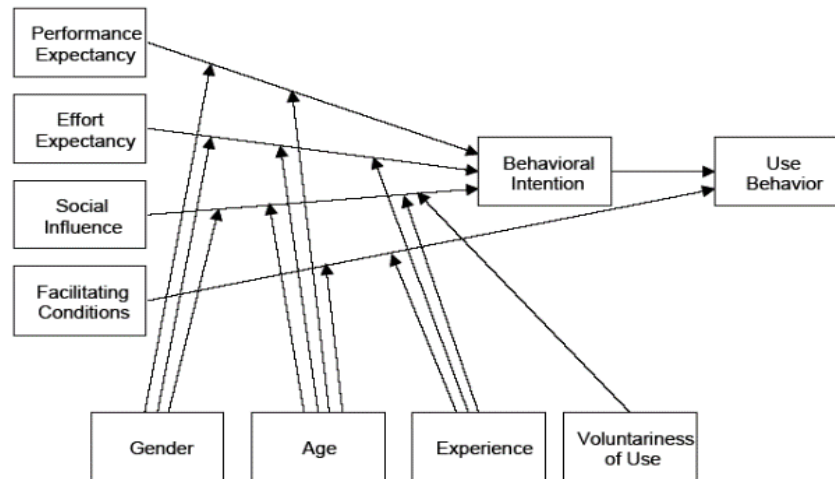 Performance
Expectancy
Effort
Expectancy
Social
Influence
Facilitating
Conditions
Behavioral
Intention
Use
Behavior
Gender
Age
Experience
Voluntariness
of Use